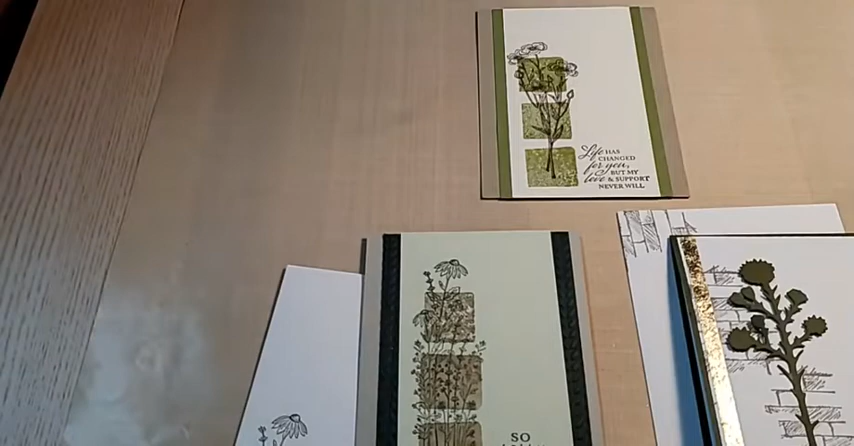 Life HAS
CHANGED
for you,
BUT MY
love & SUPPORT
NEVER WILL
SO